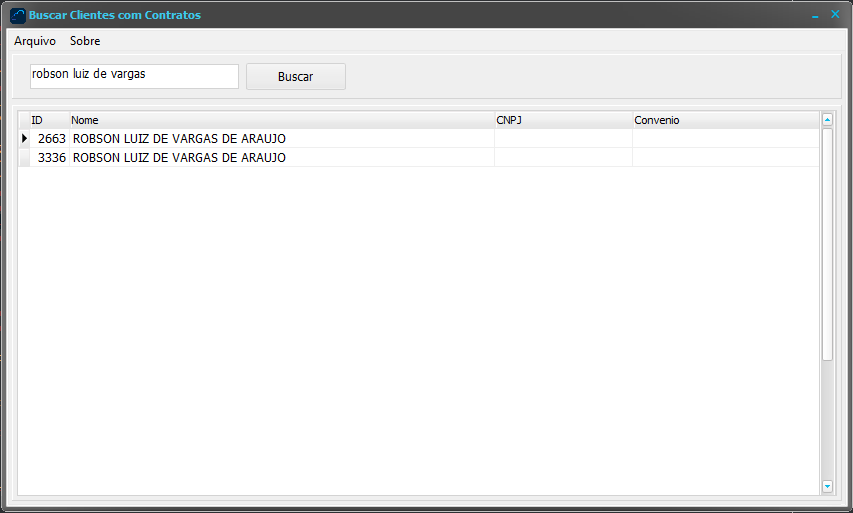 Buscar Clientes com Contratos
Arquivo Sobre
robson luiz de vargas Buscar
ID Nome CNPJ Convenio
2663 ROBSON LUIZ DE VARGAS DE ARAUJO
3336 ROBSON LUIZ DE VARGAS DE ARAUJO